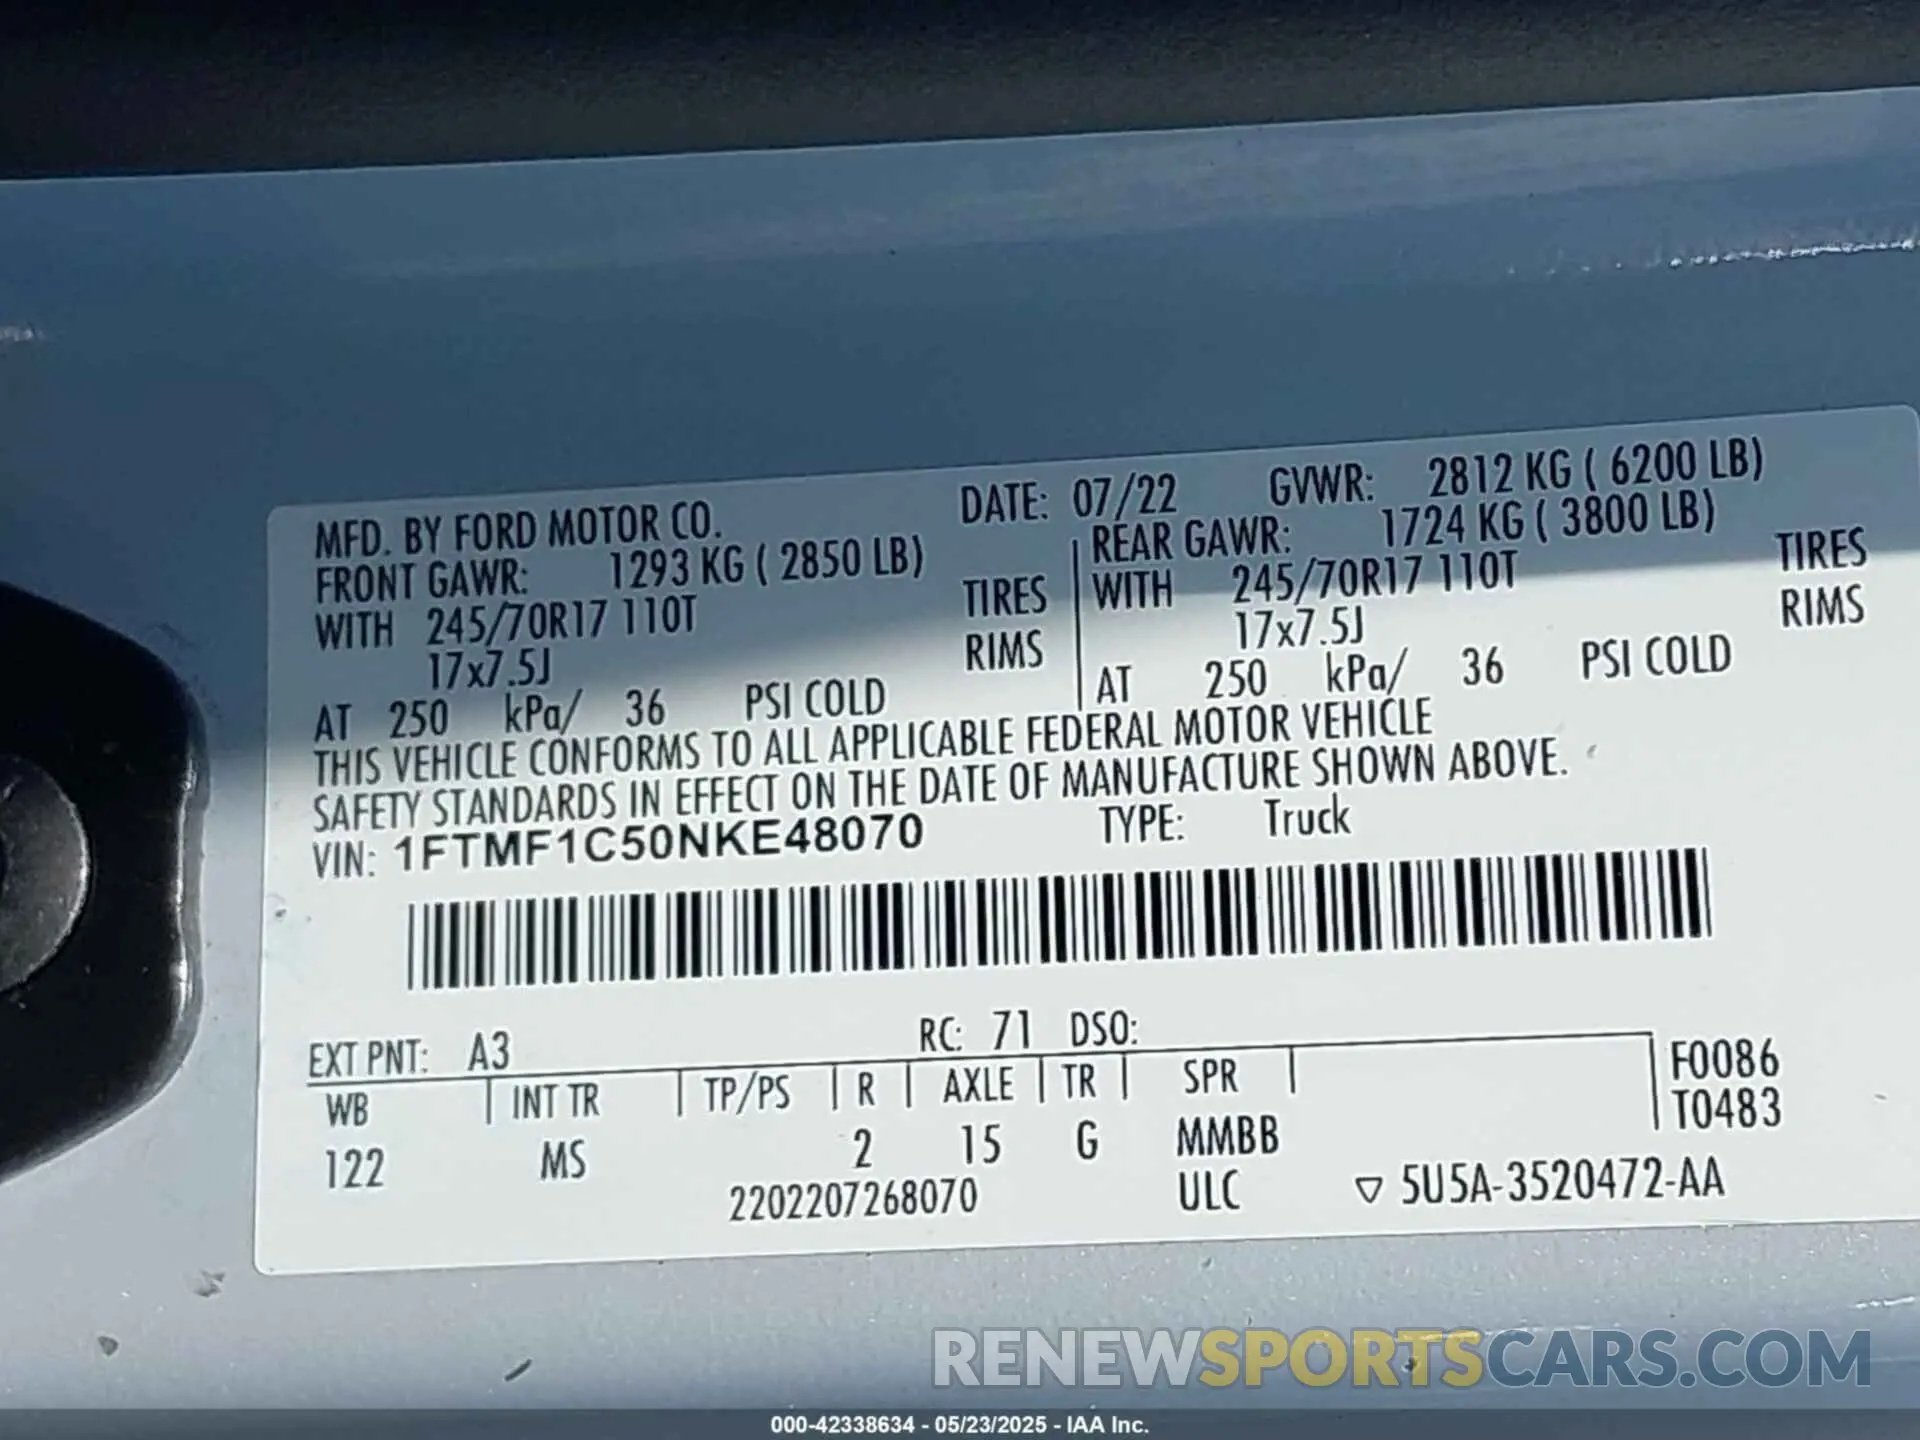 MFD. BY FORD MOTOR CO. DATE: 07/22 GVWR: 2812 KG ( 6200 LB)
FRONT GAWR: 1293 KG ( 2850 LB) REAR GAWR: 1724 KG ( 3800 LB)
WITH 245/70R17 110T TIRES WITH 245/70R17 110T TIRES
17x7.5J RIMS 17x7.5J RIMS
AT 250 kPa/ 36 PSI COLD AT 250 kPa/ 36 PSI COLD
THIS VEHICLE CONFORMS TO ALL APPLICABLE FEDERAL MOTOR VEHICLE
SAFETY STANDARDS IN EFFECT ON THE DATE OF MANUFACTURE SHOWN ABOVE.
VIN: 1FTMF1C50NKE48070 TYPE: Truck
EXT PNT: A3 RC: 71 DSO:
WB INT TR TP/PS R AXLE TR SPR F0086
T0483
122 MS 2 15 G MMBB
2202207268070 ULC ▽ 5U5A-3520472-AA
RENEWSPORTSCARS.COM
000-42338634 - 05/23/2025 - IAA Inc.